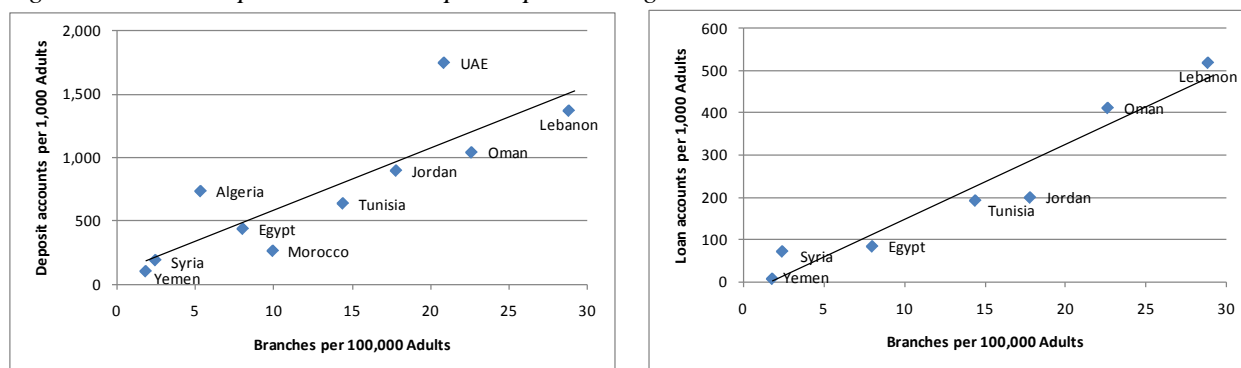 2,000
1,500
1,000
500
0
0 5 10 15 20 25 30
Deposit accounts per 1,000 Adults
Branches per 100,000 Adults
UAE
Lebanon
Oman
Jordan
Algeria
Tunisia
Egypt
Morocco
Syria
Yemen
600
500
400
300
200
100
0
0 5 10 15 20 25 30
Loan accounts per 1,000 Adults
Branches per 100,000 Adults
Lebanon
Oman
Jordan
Tunisia
Egypt
Syria
Yemen